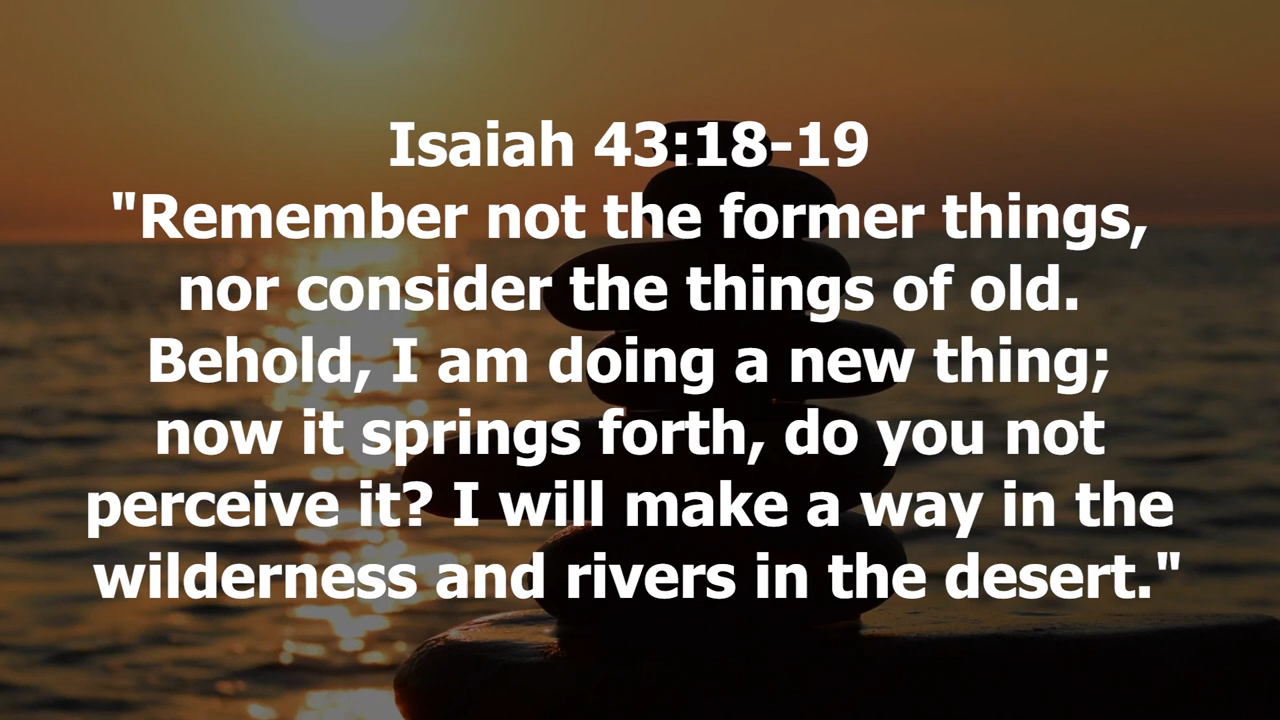 Isaiah 43:18-19
"Remember not the former things,
nor consider the things of old.
Behold, I am doing a new thing;
now it springs forth, do you not
perceive it? I will make a way in the
wilderness and rivers in the desert."